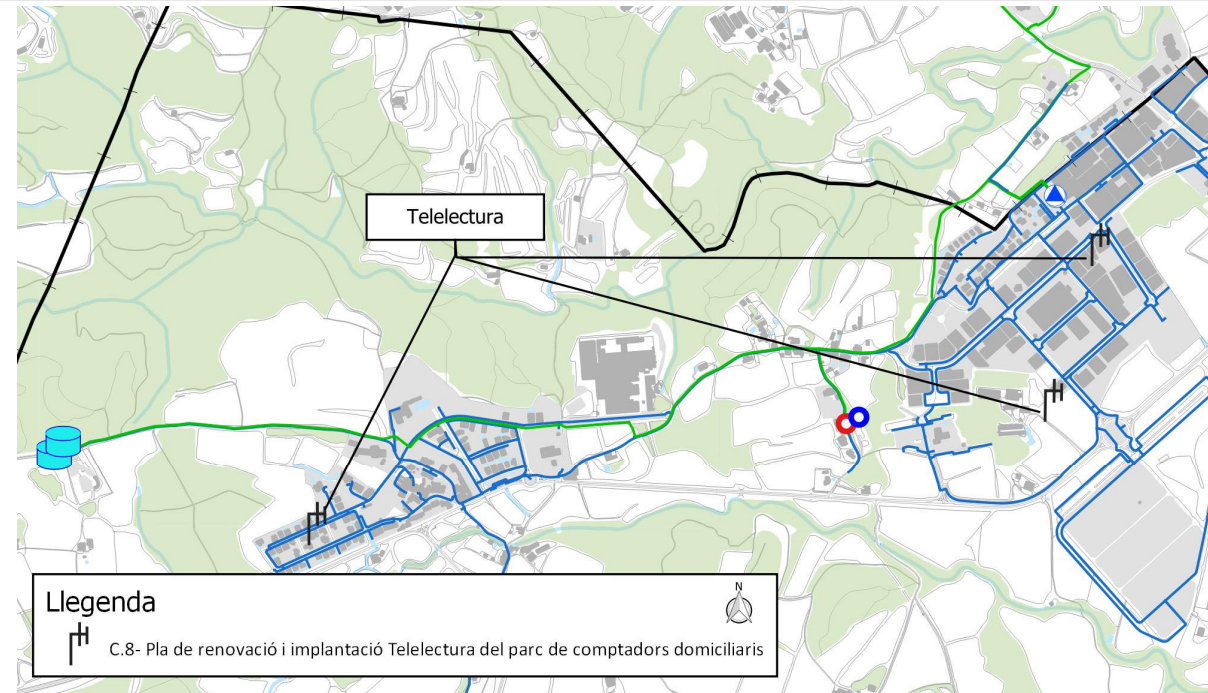 Telelectura
Llegenda
N
C.8- Pla de renovació i implantació Telelectura del parc de comptadors domiciliaris